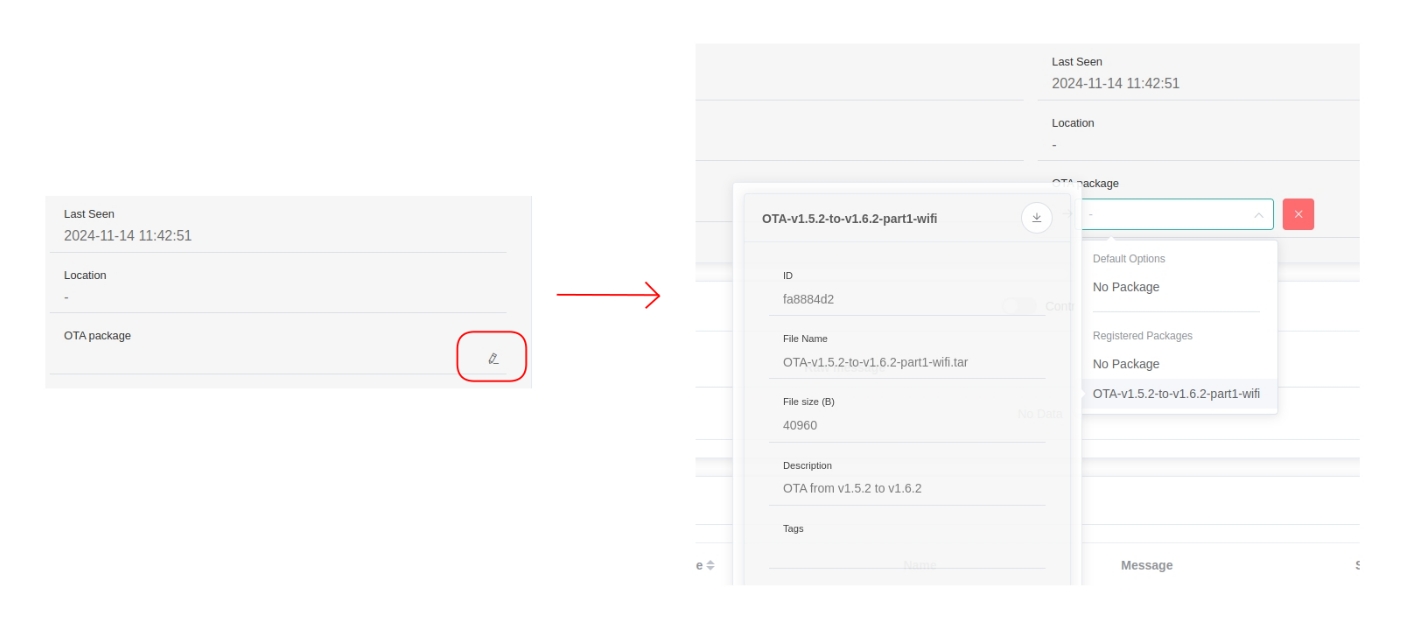 Last Seen
2024-11-14 11:42:51
Location
-
OTA package
Last Seen
2024-11-14 11:42:51
Location
-
OTA package
-
Default Options
No Package
Registered Packages
No Package
OTA-v1.5.2-to-v1.6.2-part1-wifi
OTA-v1.5.2-to-v1.6.2-part1-wifi
ID
fa8884d2
File Name
OTA-v1.5.2-to-v1.6.2-part1-wifi.tar
File size (B)
40960
Description
OTA from v1.5.2 to v1.6.2
Tags
Cone
No Data
e
Name
Message
S